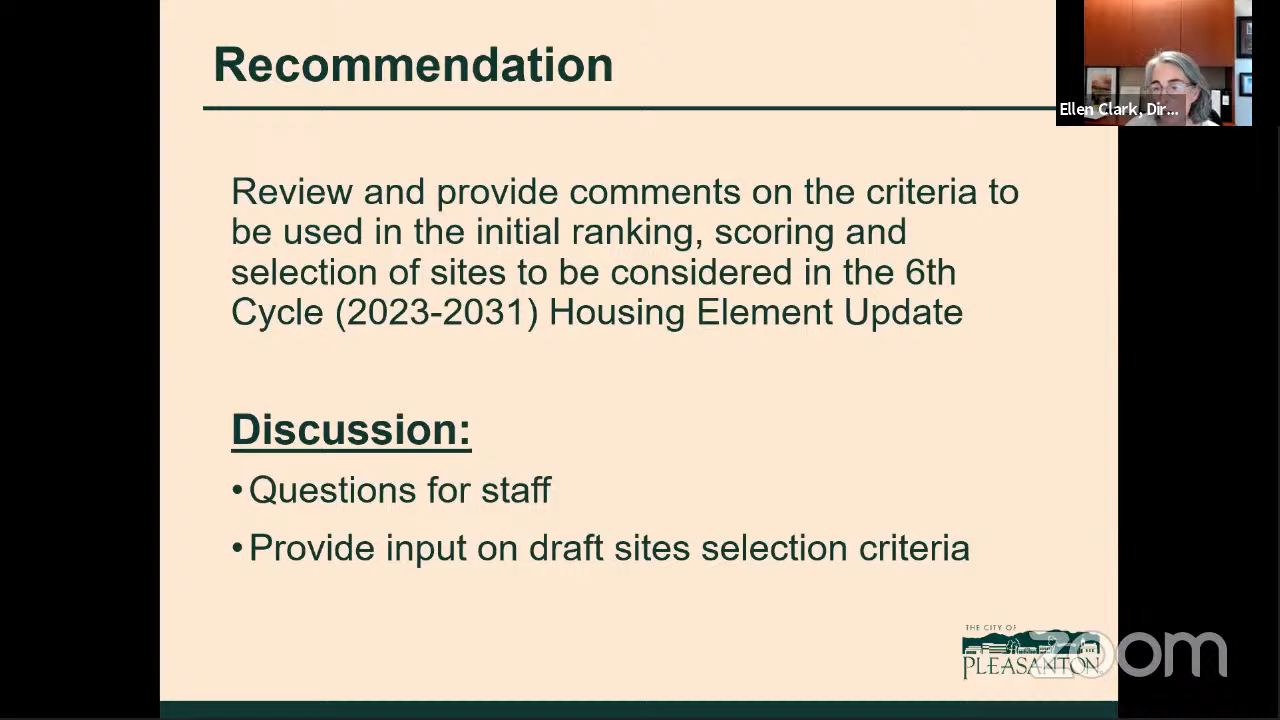 Recommendation
Ellen Clark, Dir...
Review and provide comments on the criteria to
be used in the initial ranking, scoring and
selection of sites to be considered in the 6th
Cycle (2023-2031) Housing Element Update
Discussion:
•Questions for staff
•Provide input on draft sites selection criteria
THE CITY OF
PLEASANTON
zoom